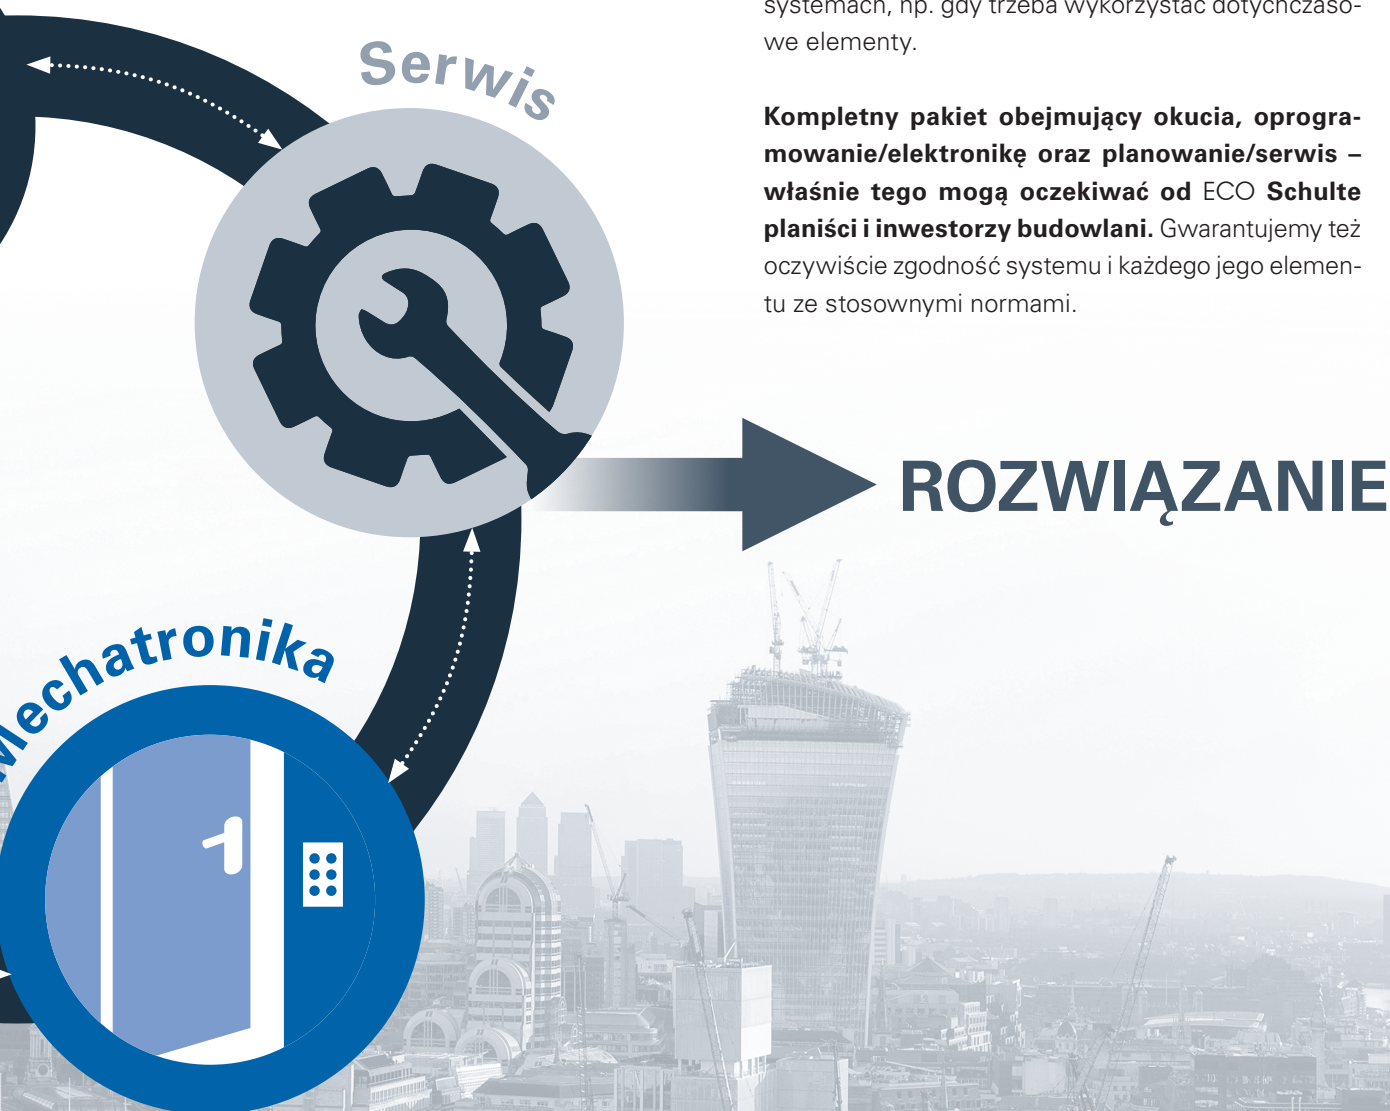 systemach, np. gdy trzeba wykorzystać dotychczaso-
we elementy.
Kompletny pakiet obejmujący okucia, oprogra-
mowanie/elektronikę oraz planowanie/serwis –
właśnie tego mogą oczekiwać od ECO Schulte
planiści i inwestorzy budowlani. Gwarantujemy też
oczywiście zgodność systemu i każdego jego elemen-
tu ze stosownymi normami.
Serwis
ROZWIĄZANIE
Mechatronika